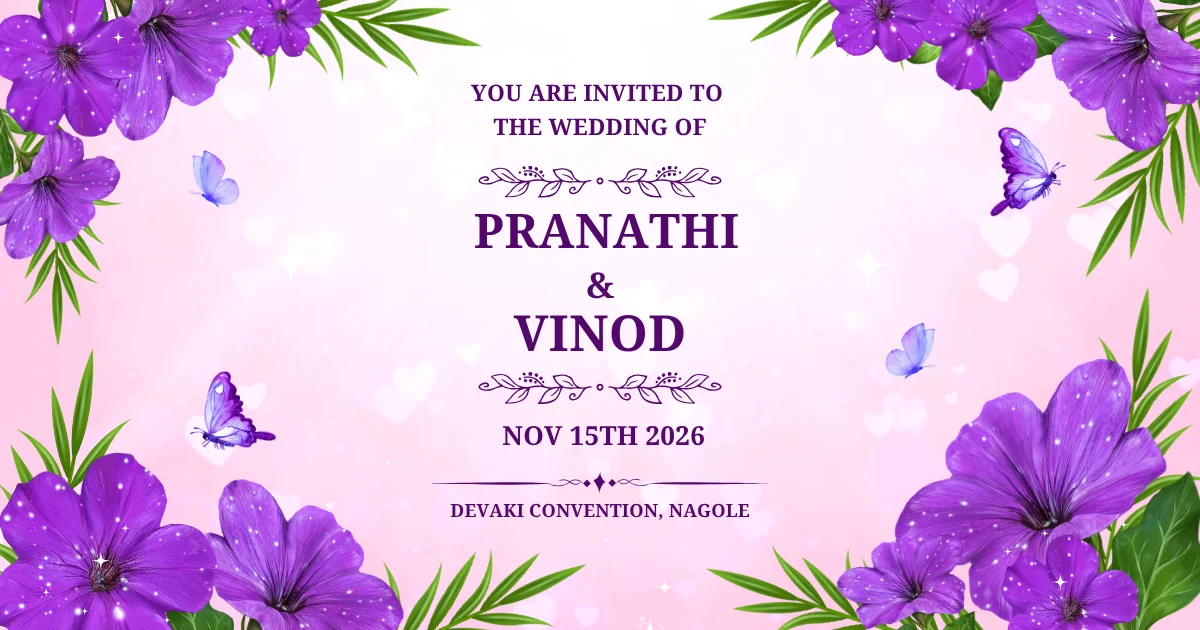 YOU ARE INVITED TO
THE WEDDING OF
PRANATHI
&
VINOD
NOV 15TH 2026
DEVAKI CONVENTION, NAGOLE